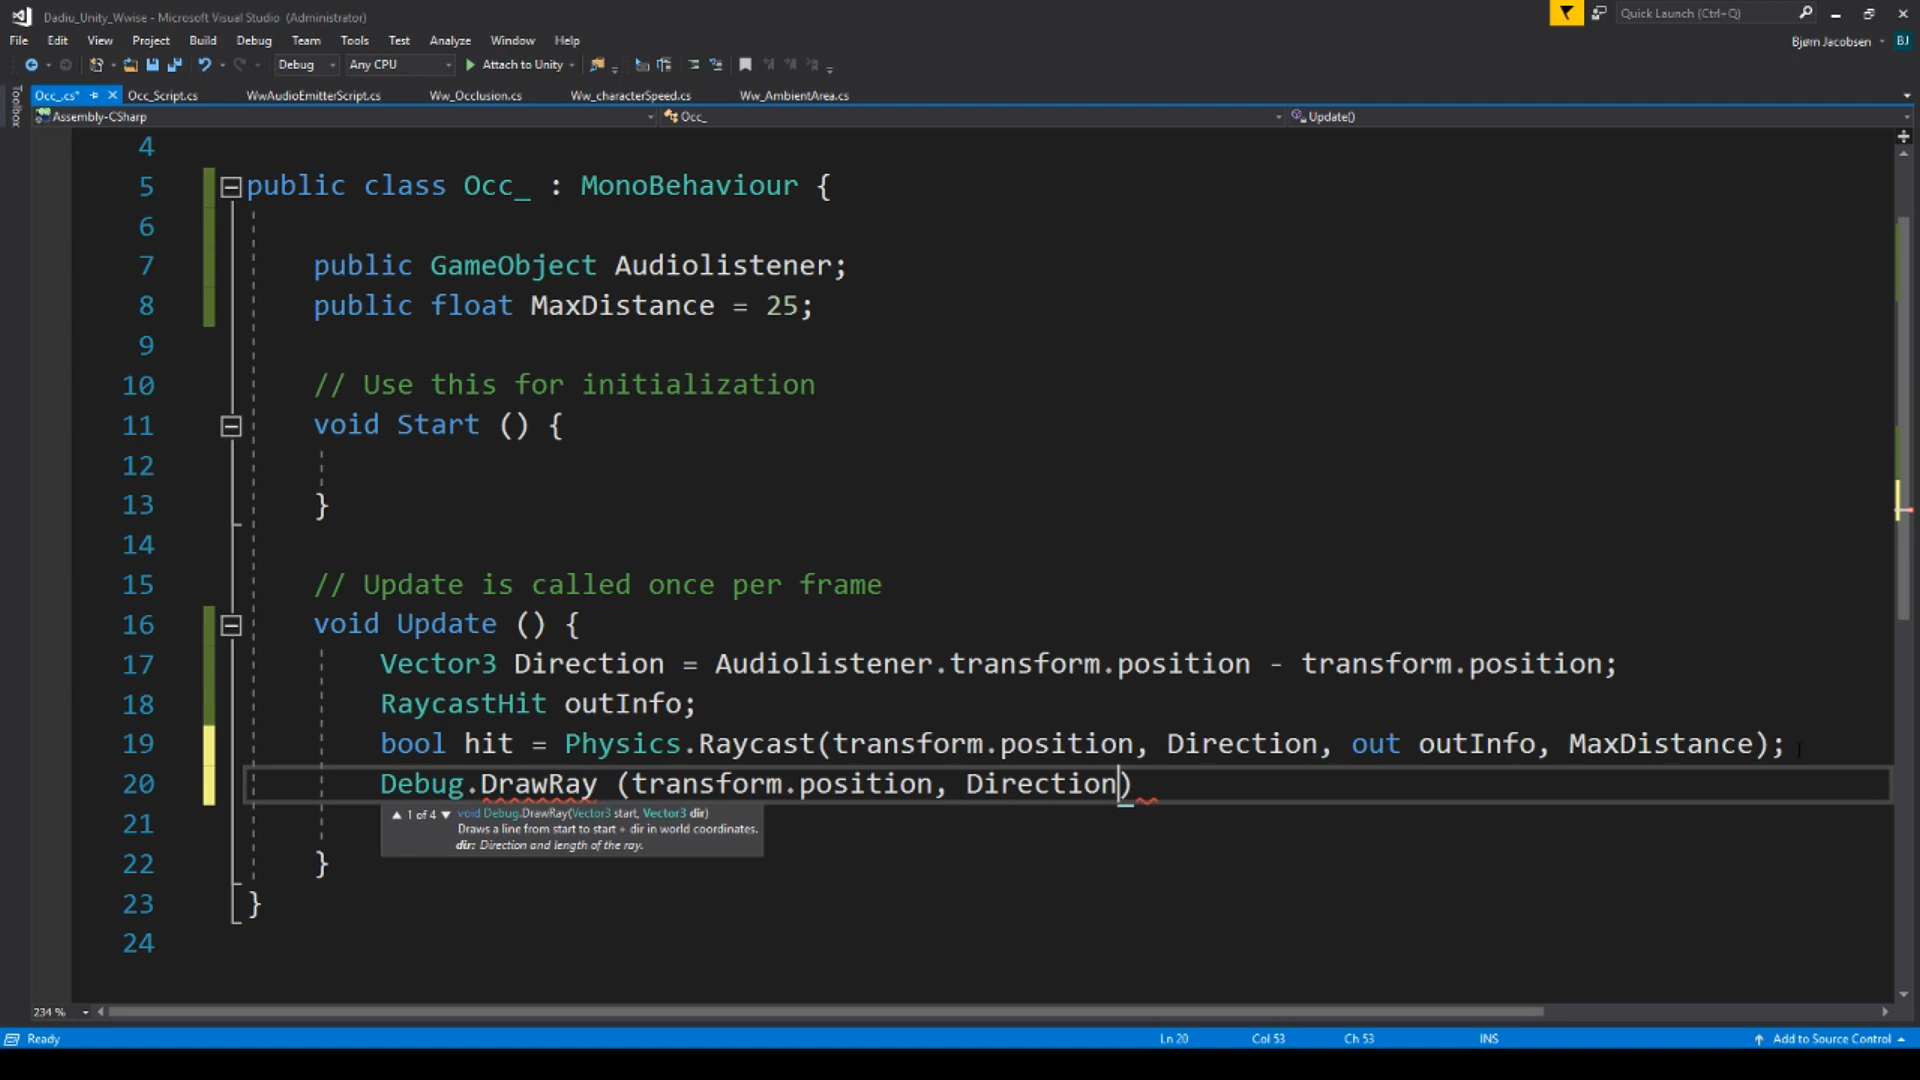 Dadiu_Unity_Wwise - Microsoft Visual Studio (Administrator)
Quick Launch (Ctrl+Q)
File Edit View Project Build Debug Team Tools Test Analyze Window Help
Bjørn Jacobsen BJ
Debug Any CPU Attach to Unity
Toolbox
Occ_.cs* Occ_Script.cs WwAudioEmitterScript.cs Ww_Occlusion.cs Ww_characterSpeed.cs Ww_AmbientArea.cs
Assembly-CSharp Occ_ Update()
4
5 public class Occ_ : MonoBehaviour {
6
7 public GameObject Audiolistener;
8 public float MaxDistance = 25;
9
10 // Use this for initialization
11 void Start () {
12
13 }
14
15 // Update is called once per frame
16 void Update () {
17 Vector3 Direction = Audiolistener.transform.position - transform.position;
18 RaycastHit outInfo;
19 bool hit = Physics.Raycast(transform.position, Direction, out outInfo, MaxDistance);
20 Debug.DrawRay (transform.position, Direction)
21 ▲ 1 of 4 ▼ void Debug.DrawRay(Vector3 start, Vector3 dir)
Draws a line from start to start + dir in world coordinates.
dir: Direction and length of the ray.
22 }
23 }
24
234 %
Ready Ln 20 Col 53 Ch 53 INS Add to Source Control